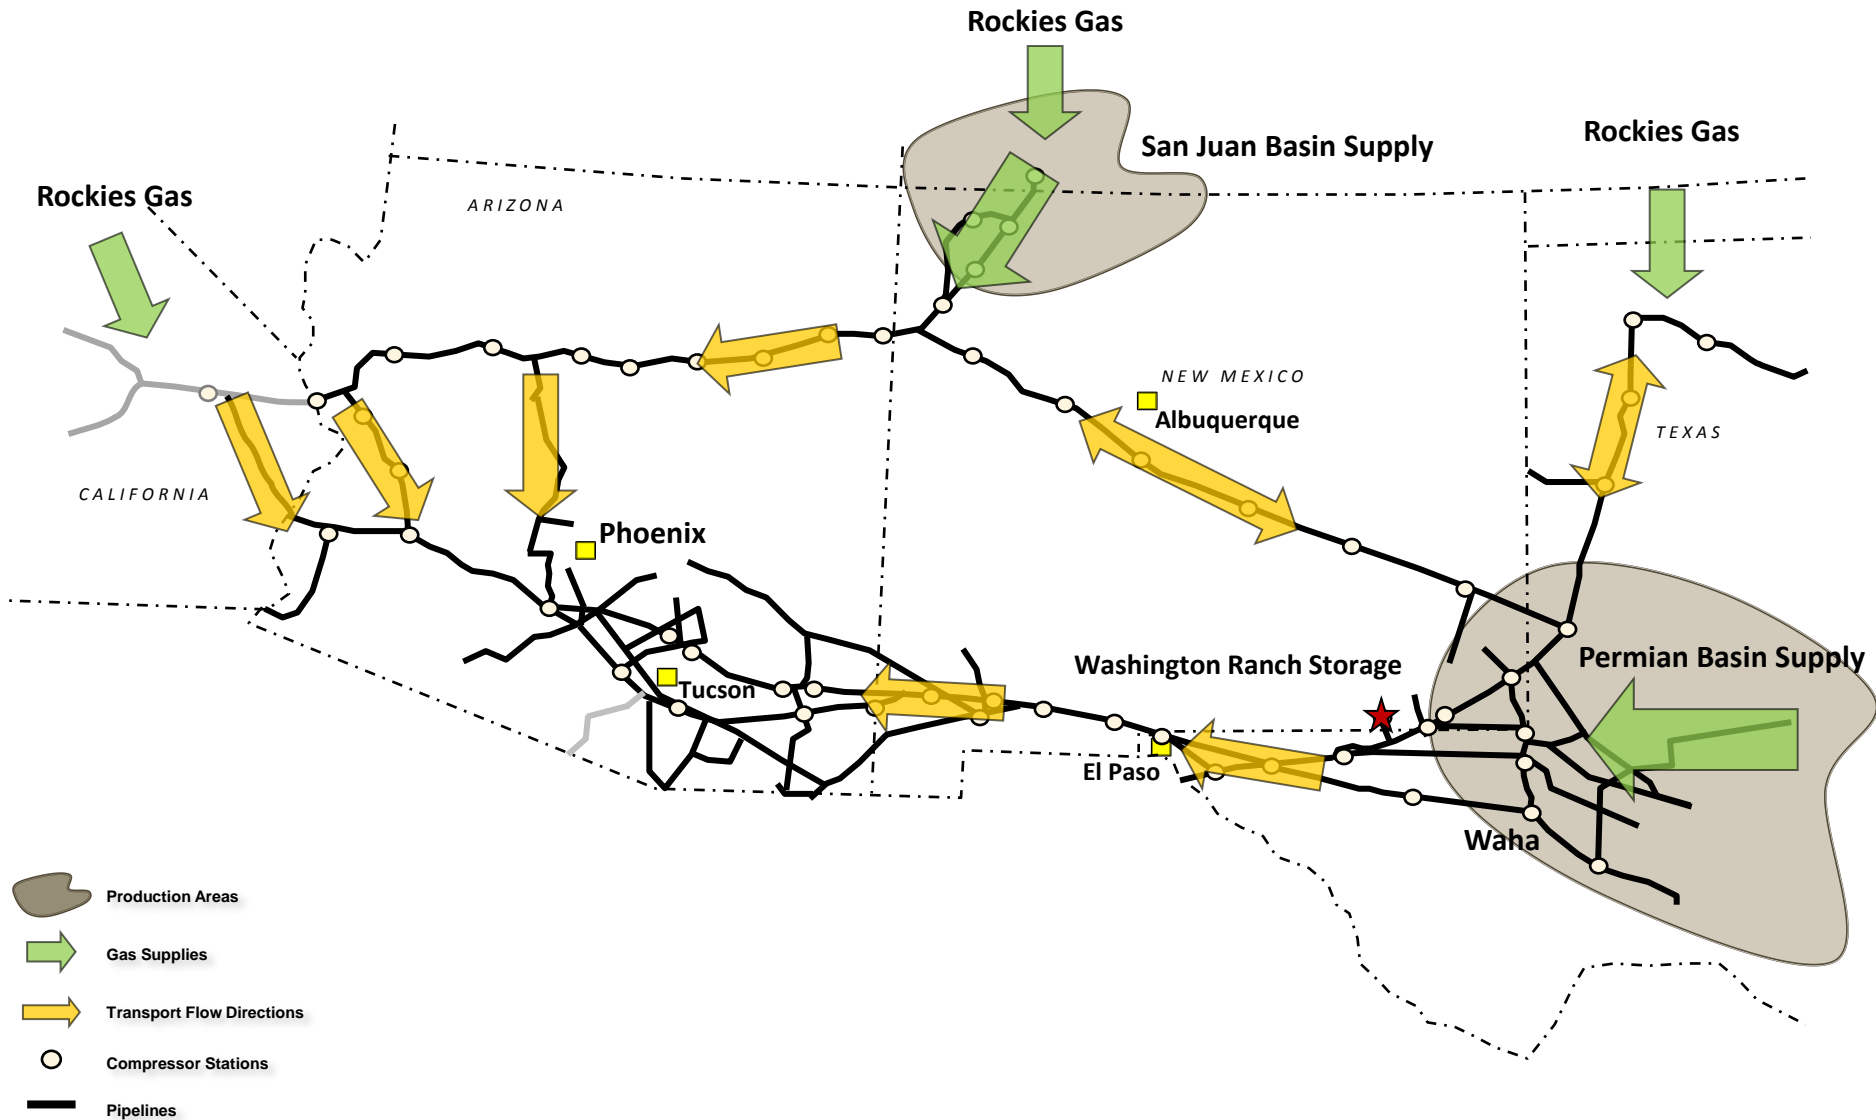 Rockies Gas
San Juan Basin Supply
Rockies Gas
Rockies Gas
ARIZONA
NEW MEXICO
Albuquerque
TEXAS
CALIFORNIA
Phoenix
Washington Ranch Storage
Permian Basin Supply
Tucson
El Paso
Waha
Production Areas
Gas Supplies
Transport Flow Directions
Compressor Stations
Pipelines